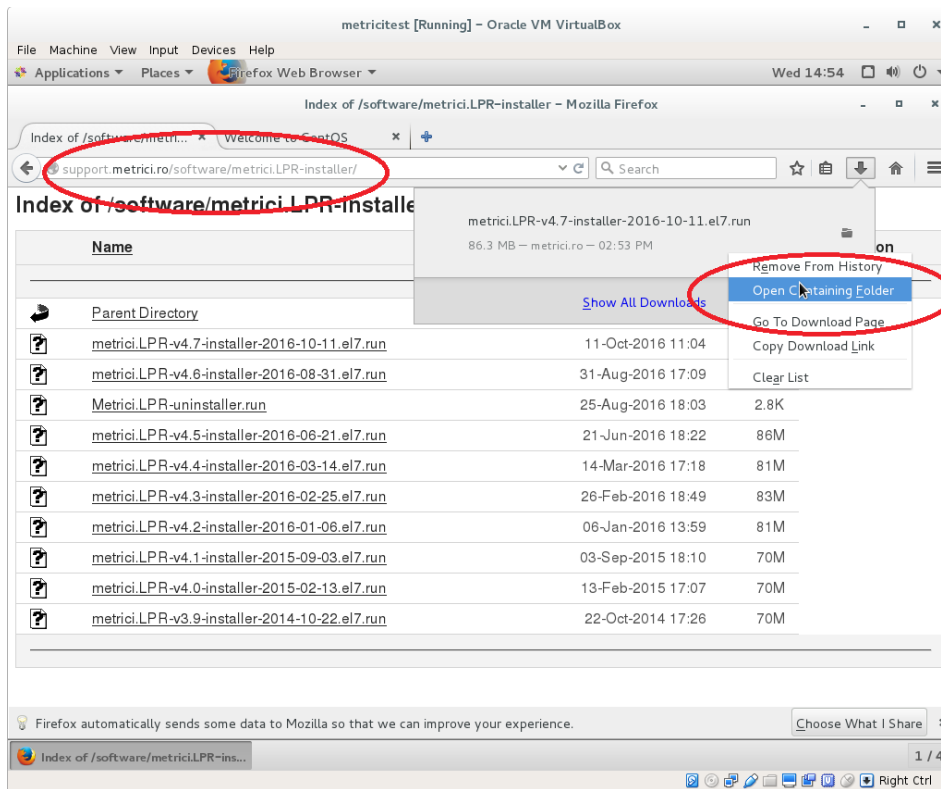 metricitest [Running] – Oracle VM VirtualBox
File Machine View Input Devices Help
Applications Places Firefox Web Browser Wed 14:54
Index of /software/metrici.LPR-installer – Mozilla Firefox
Index of /software/metri... Welcome to CentOS
support.metrici.ro/software/metrici.LPR-installer/ Search
Index of /software/metrici.LPR-installe
metrici.LPR-v4.7-installer-2016-10-11.el7.run
86.3 MB — metrici.ro — 02:53 PM
Name on
Remove From History
Open Containing Folder
Show All Downloads
Go To Download Page
Copy Download Link
Clear List
Parent Directory
metrici.LPR-v4.7-installer-2016-10-11.el7.run 11-Oct-2016 11:04
metrici.LPR-v4.6-installer-2016-08-31.el7.run 31-Aug-2016 17:09
Metrici.LPR-uninstaller.run 25-Aug-2016 18:03 2.8K
metrici.LPR-v4.5-installer-2016-06-21.el7.run 21-Jun-2016 18:22 86M
metrici.LPR-v4.4-installer-2016-03-14.el7.run 14-Mar-2016 17:18 81M
metrici.LPR-v4.3-installer-2016-02-25.el7.run 26-Feb-2016 18:49 83M
metrici.LPR-v4.2-installer-2016-01-06.el7.run 06-Jan-2016 13:59 81M
metrici.LPR-v4.1-installer-2015-09-03.el7.run 03-Sep-2015 18:10 70M
metrici.LPR-v4.0-installer-2015-02-13.el7.run 13-Feb-2015 17:07 70M
metrici.LPR-v3.9-installer-2014-10-22.el7.run 22-Oct-2014 17:26 70M
Firefox automatically sends some data to Mozilla so that we can improve your experience. Choose What I Share
Index of /software/metrici.LPR-ins... 1 / 4
Right Ctrl